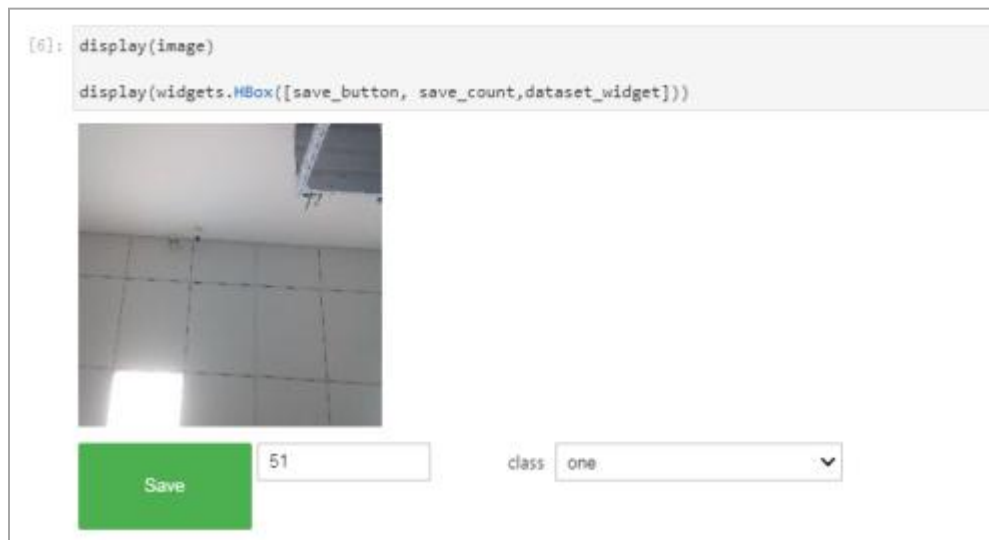 [6]: display(image)
display(widgets.HBox([save_button, save_count,dataset_widget]))
Save
51
class
one